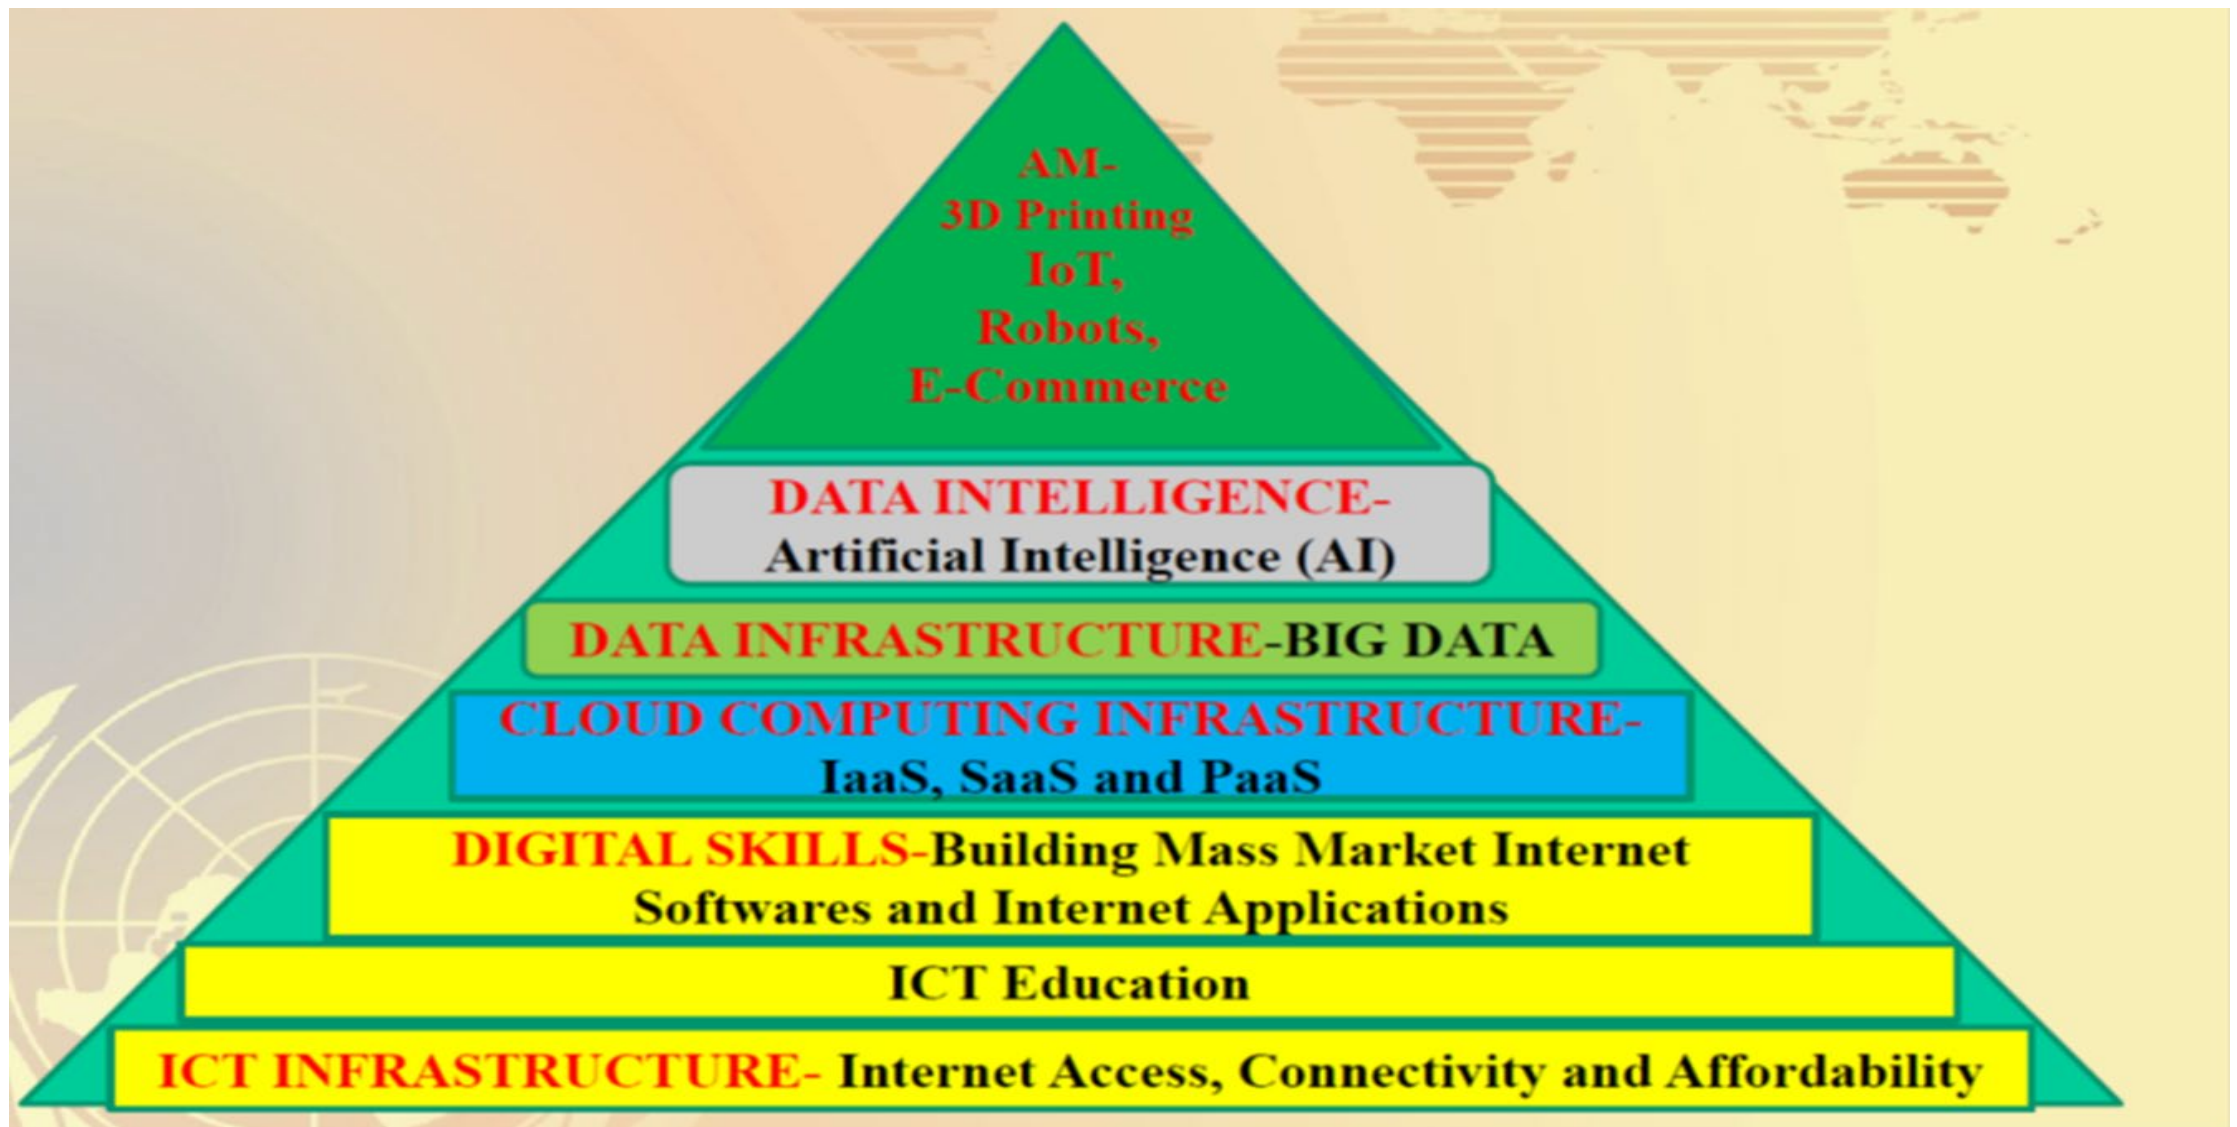 AM-
3D Printing
IoT,
Robots,
E-Commerce
DATA INTELLIGENCE-
Artificial Intelligence (AI)
DATA INFRASTRUCTURE-BIG DATA
CLOUD COMPUTING INFRASTRUCTURE-
IaaS, SaaS and PaaS
DIGITAL SKILLS-Building Mass Market Internet
Softwares and Internet Applications
ICT Education
ICT INFRASTRUCTURE- Internet Access, Connectivity and Affordability